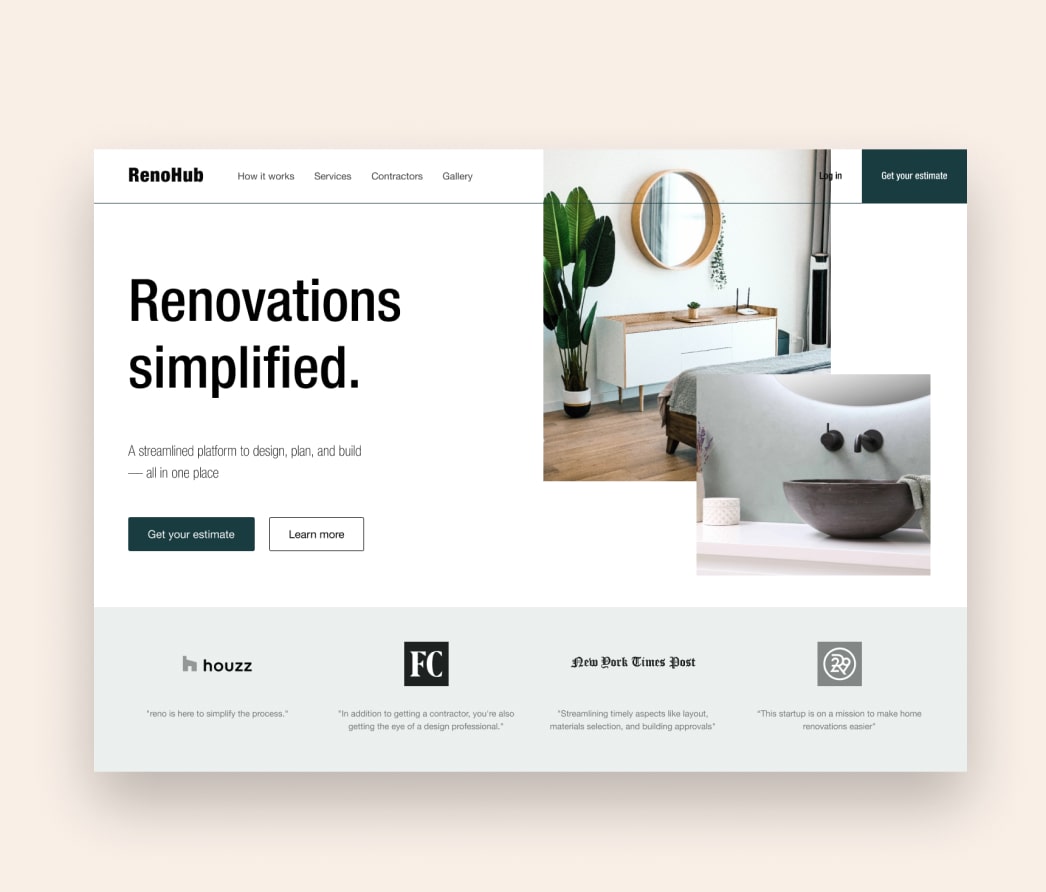 RenoHub
How it works
Services
Contractors
Gallery
Log in
Get your estimate
Renovations
simplified.
A streamlined platform to design, plan, and build
— all in one place
Get your estimate
Learn more
houzz
FC
New York Times Post
R29
"reno is here to simplify the process."
"In addition to getting a contractor, you're also
getting the eye of a design professional."
"Streamlining timely aspects like layout,
materials selection, and building approvals"
"This startup is on a mission to make home
renovations easier"